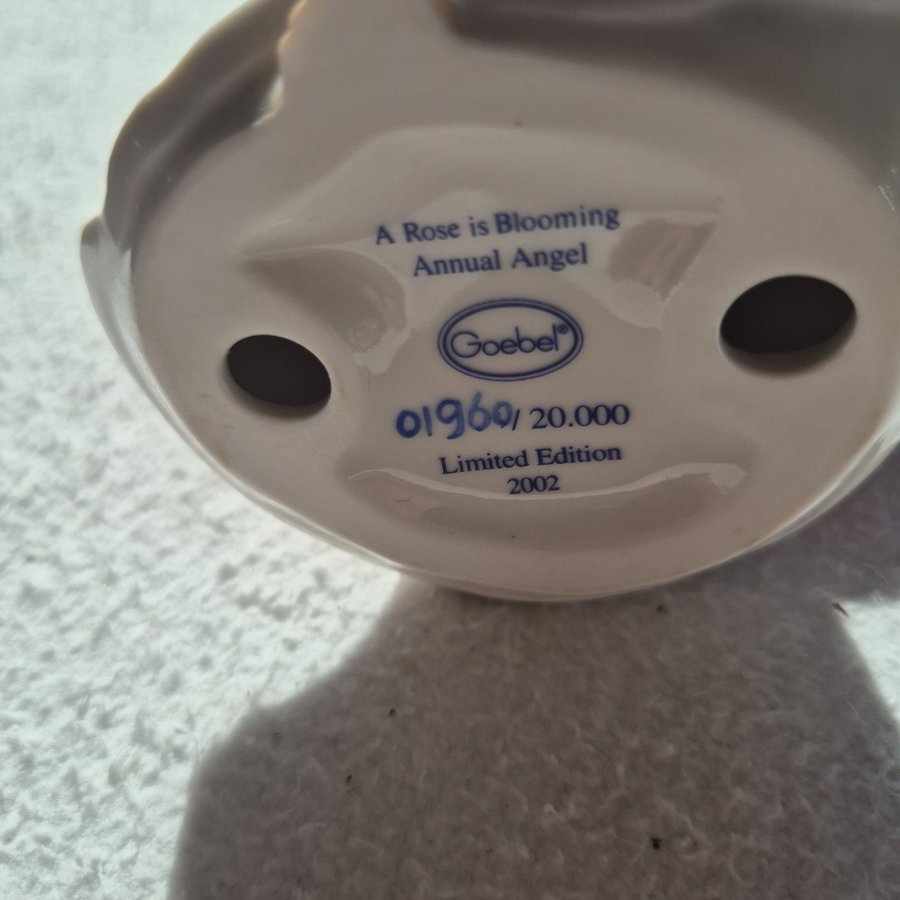 A Rose is Blooming
Annual Angel
Goebel®
01960/ 20.000
Limited Edition
2002